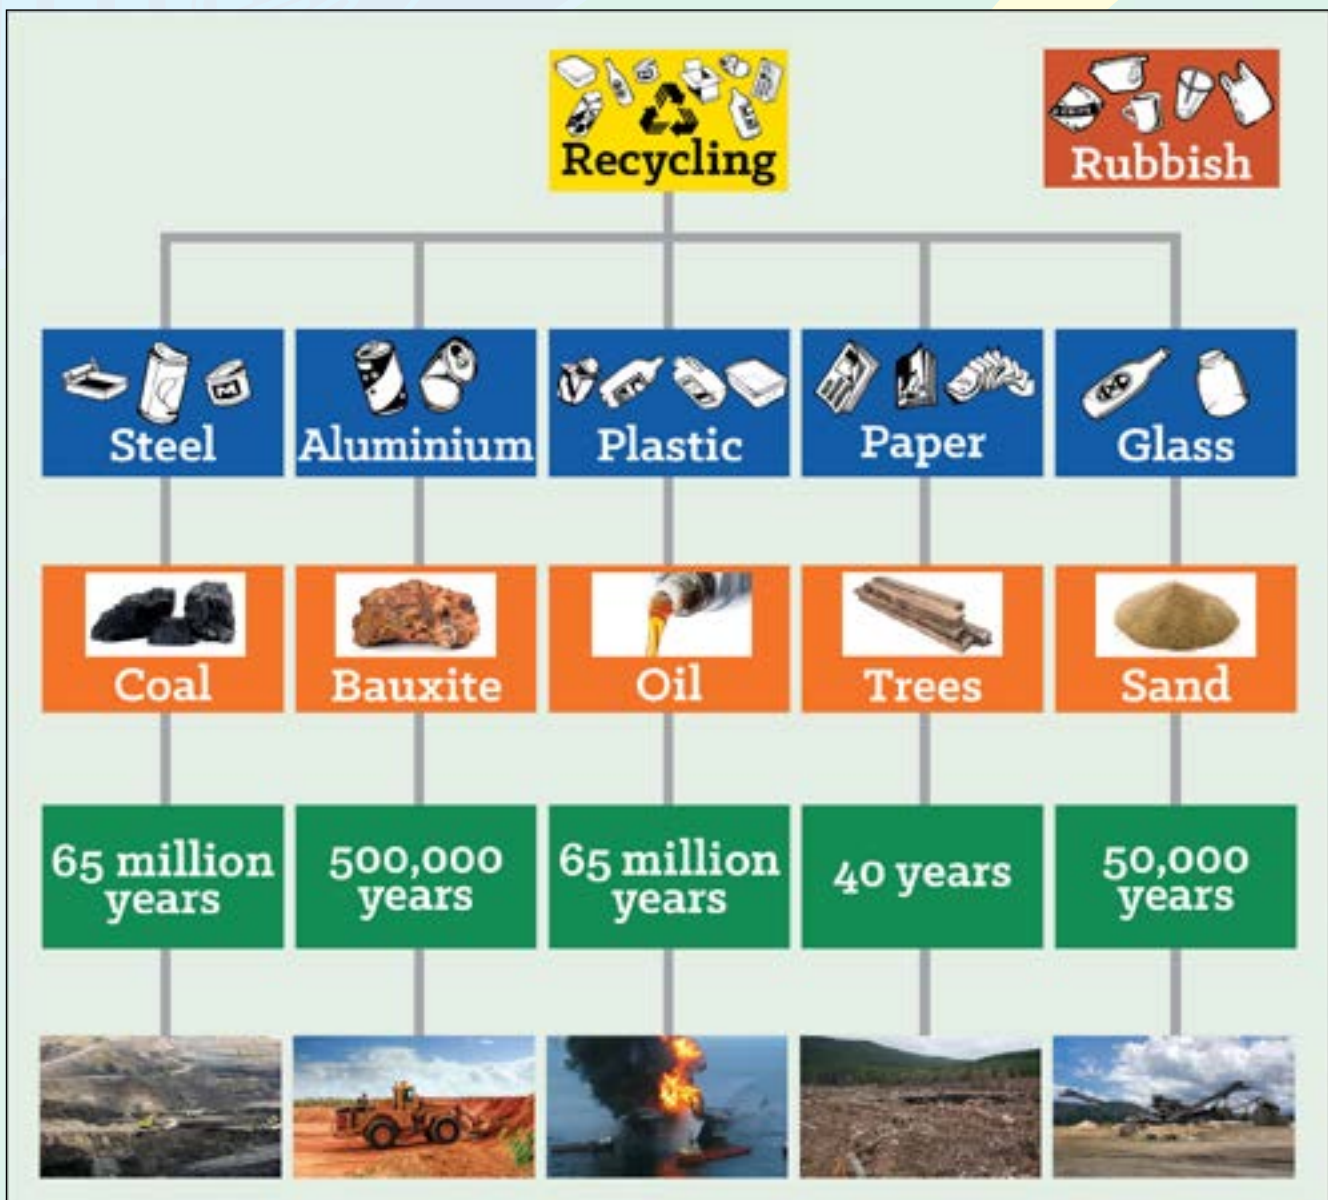 Recycling
Rubbish
Steel
Aluminium
Plastic
Paper
Glass
Coal
Bauxite
Oil
Trees
Sand
65 million
years
500,000
years
65 million
years
40 years
50,000
years